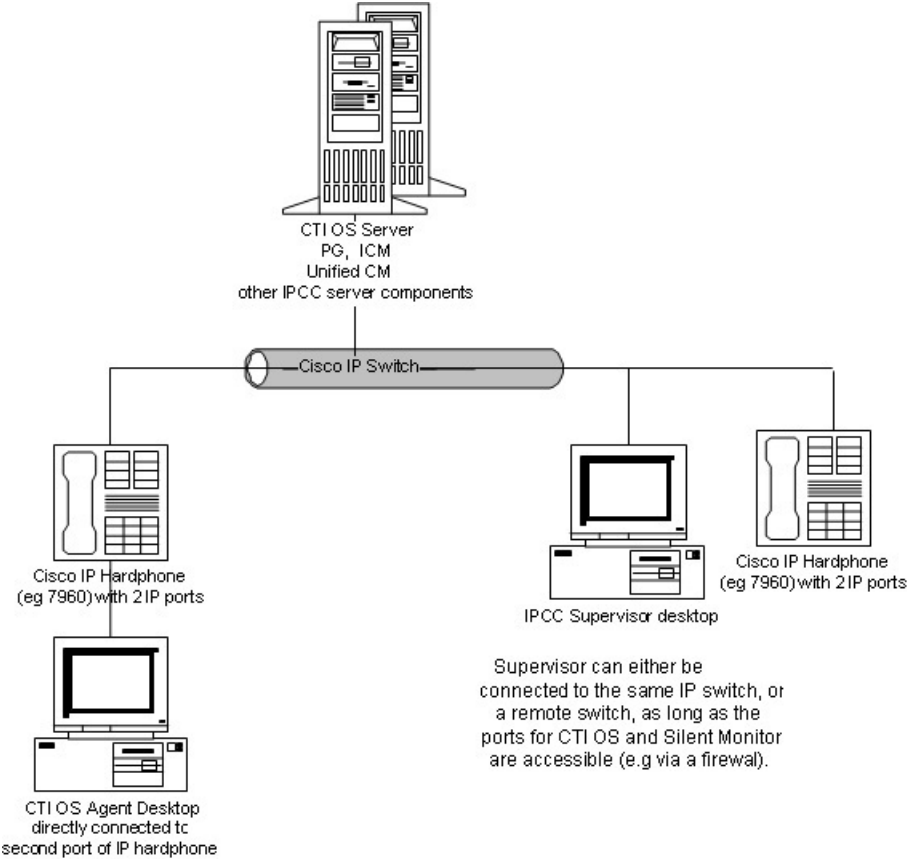 CTI OS Server
PG, ICM
Unified CM
other IPCC server components
Cisco IP Switch
Cisco IP Hardphone
(eg 7960) with 2 IP ports
Cisco IP Hardphone
(eg 7960) with 2 IP ports
IPCC Supervisor desktop
Supervisor can either be
connected to the same IP switch, or
a remote switch, as long as the
ports for CTI OS and Silent Monitor
are accessible (e.g via a firewal).
CTI OS Agent Desktop
directly connected to
second port of IP hardphone